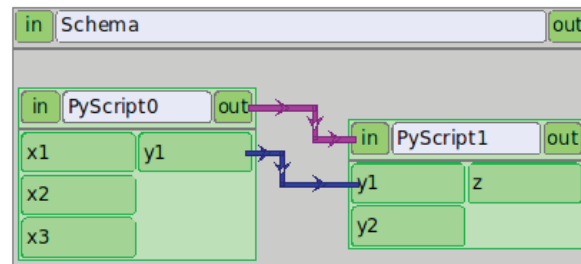 in Schema out
in PyScript0 out
x1 y1
x2
x3
in PyScript1 out
y1 z
y2